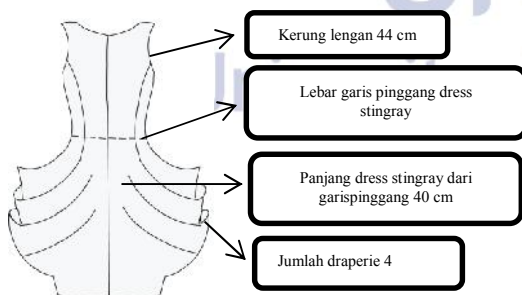 Kerung lengan 44 cm
Lebar garis pinggang dress
stingray
Panjang dress stingray dari
garispinggang 40 cm
Jumlah draperie 4